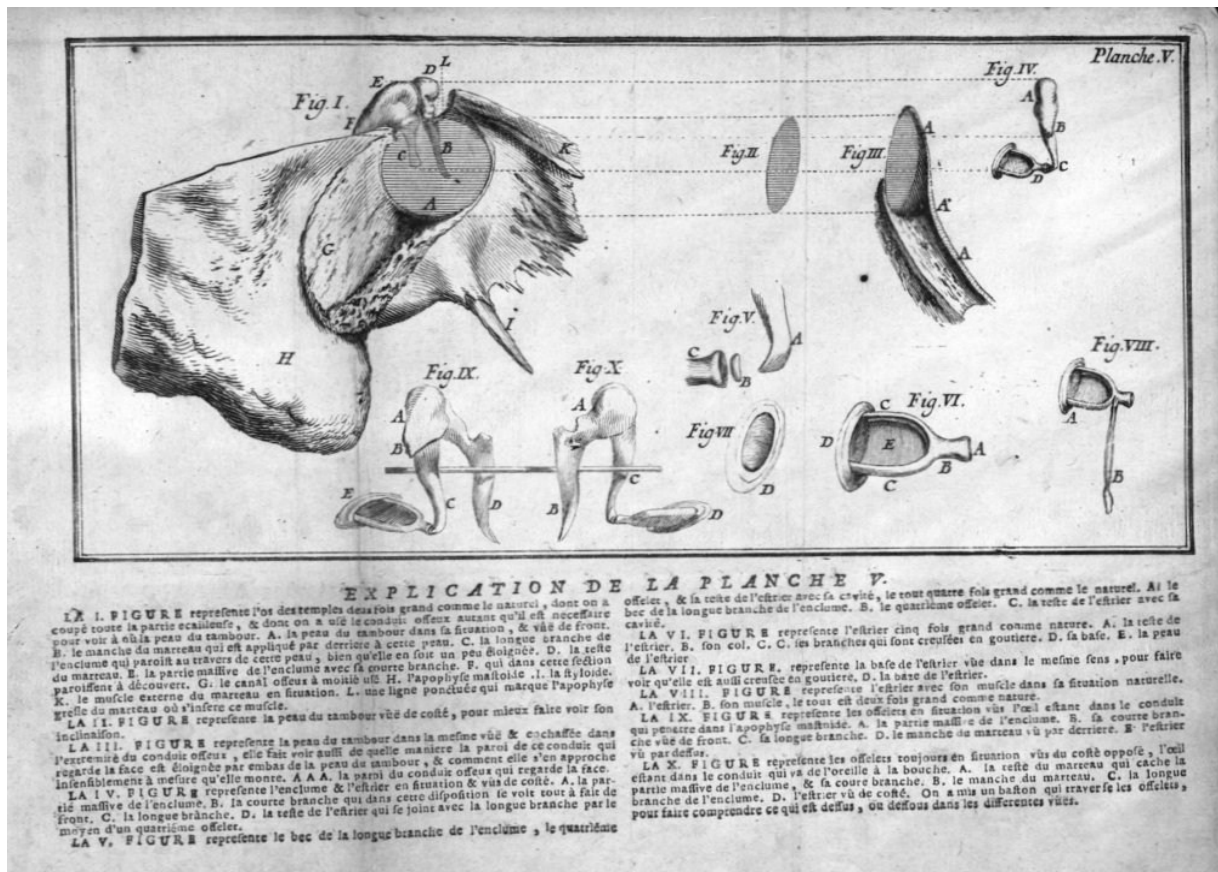 Planche.V.
Fig. I.
Fig. II.
Fig. III.
Fig. IV.
Fig. V.
Fig. VI.
Fig. VII
Fig. VIII.
Fig. IX.
Fig. X.
EXPLICATION DE LA PLANCHE V.
LA I. FIGURE represente l'os des temples deux fois grand comme le naturel, dont on a
coupé toute la partie écailleuse, & dont on a usé le conduit osseux autant qu'il est necessaire
pour voir à nû la peau du tambour. A. la peau du tambour dans sa situation, & vûë de front.
B. le manche du marteau qui est appliqué par derriere à cette peau. C. la longue branche de
l'enclume qui paroit au travers de cette peau, bien qu'elle en soit un peu éloignée. D. la teste
du marteau. E. la partie massive de l'enclume avec sa courte branche. F. qui dans cette section
paroissent à découvert. G. le canal osseux à moitié usé H. l'apophyse mastoide .I. la styloide.
K. le muscle externe du marteau en situation. L. une ligne ponctuée qui marque l'apophyse
gresle du marteau où s'insere ce muscle.
LA II. FIGURE represente la peau du tambour vûë de costé, pour mieux faire voir son
inclinaison.
LA III. FIGURE represente la peau du tambour dans la mesme vûë & enchassée dans
l'extremité du conduit osseux, elle fait voir aussi de quelle maniere la paroi de ce conduit qui
regarde la face est éloignée par embas de la peau du tambour, & comment elle s'en approche
insensiblement à mesure qu'elle monte. A A A. la paroi du conduit osseux qui regarde la face.
LA IV. FIGURE represente l'enclume & l'estrier en situation & vûs de costé. A. la par-
tie massive de l'enclume. B. la courte branche qui dans cette disposition se voit tout à fait de
front. C. la longue branche. D. la teste de l'estrier qui se joint avec la longue branche par le
moyen d'un quatriéme osselet.
LA V. FIGURE represente le bec de la longue branche de l'enclume, le quatriéme
osselet, & sa teste de l'estrier avec sa cavité, le tout quatre fois grand comme le naturel. A. le
bec de la longue branche de l'enclume. B. le quatriéme osselet. C. la teste de l'estrier avec sa
cavité.
LA VI. FIGURE represente l'estrier cinq fois grand comme nature. A. la teste de
l'estrier. B. son col. C. C. ses branches qui sont creusées en goutiere. D. sa base. E. la peau
de l'estrier
LA VII. FIGURE, represente la base de l'estrier vûe dans le mesme sens, pour faire
voir qu'elle est aussi creusée en goutiere. D. la baze de l'estrier.
LA VIII. FIGURE represente l'estrier avec son muscle dans sa situation naturelle.
A. l'estrier. B. son muscle, le tous est deux fois grand comme nature.
LA IX. FIGURE. represente les osselets en situation vûs l'œil estant dans le conduit
qui penetre dans l'apophyse mastoide. A. la partie massive de l'enclume. B. sa courte bran-
che vûe de front. C. sa longue branche. D. le manche du marteau vû par derriere. E l'estrier
vû par dessus.
LA X. FIGURE represente les osselets toujours en situation vûs du costé opposé, l'œil
estant dans le conduit qui va de l'oreille à la bouche. A. la teste du marteau qui cache la
partie massive de l'enclume, & sa coure branche. B. le manche du marteau. C. la longue
branche de l'enclume. D. l'estrier vû de costé. On a mis un baston qui traverse les osselets,
pour faire comprendre ce qui est dessus, ou dessous dans les differentes vûës.